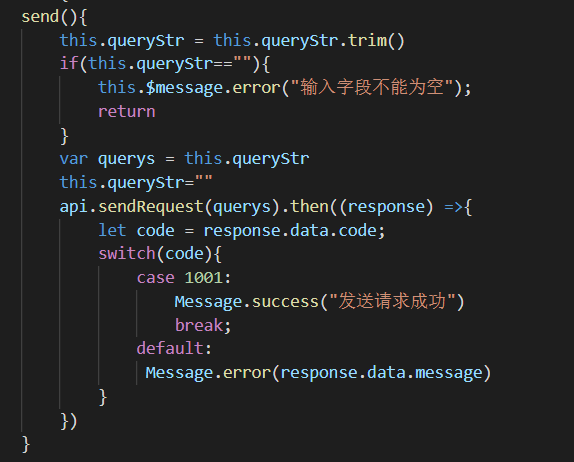 send(){
this.queryStr = this.queryStr.trim()
if(this.queryStr==""){
this.$message.error("输入字段不能为空");
return
}
var querys = this.queryStr
this.queryStr=""
api.sendRequest(querys).then((response) =>{
let code = response.data.code;
switch(code){
case 1001:
Message.success("发送请求成功")
break;
default:
Message.error(response.data.message)
}
})
}